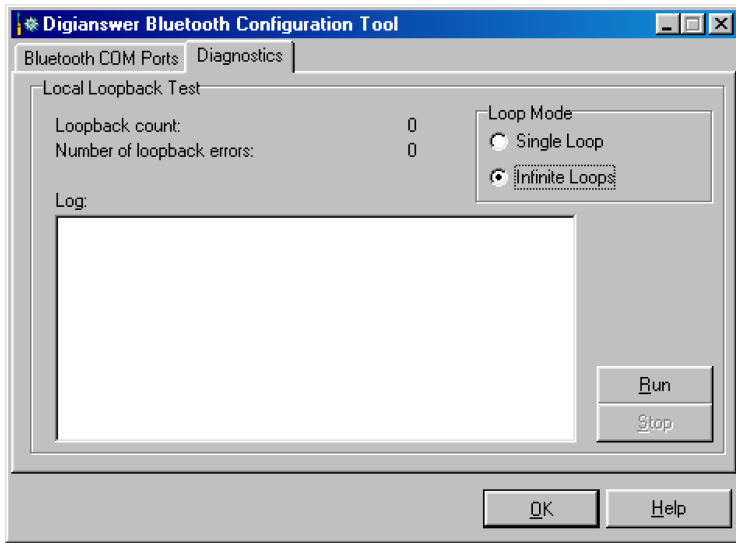 Digianswer Bluetooth Configuration Tool
Bluetooth COM Ports Diagnostics
Local Loopback Test
Loopback count: 0
Number of loopback errors: 0
Loop Mode
Single Loop
Infinite Loops
Log:
Run
Stop
OK Help